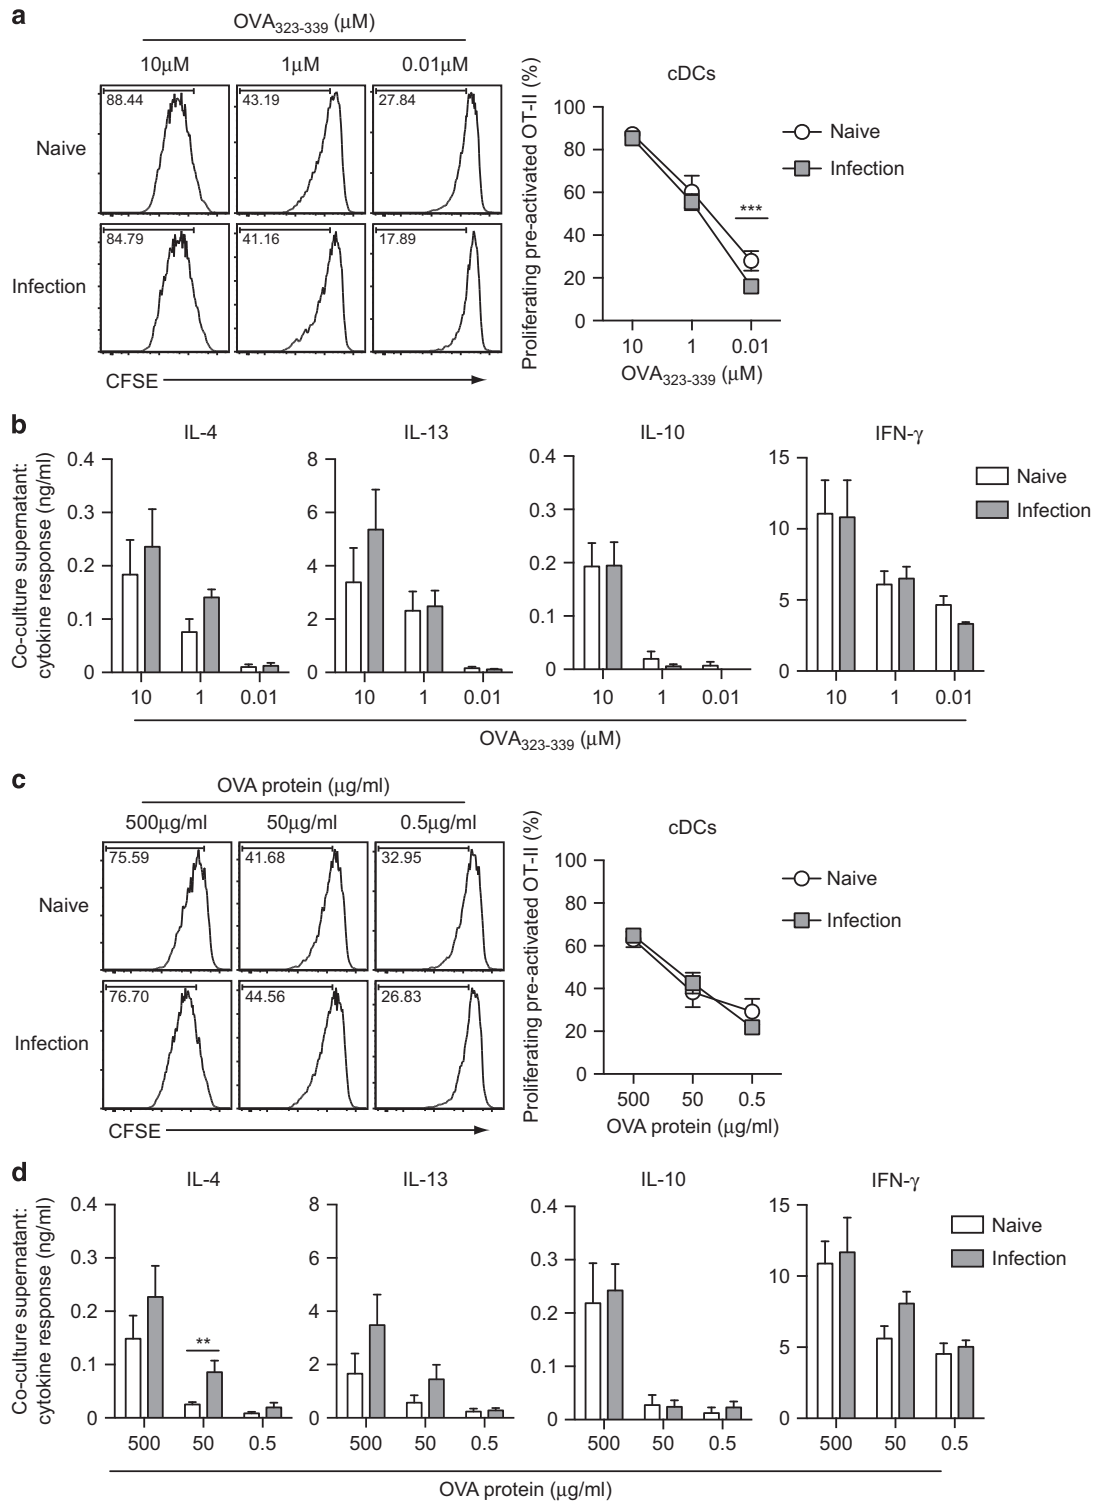 a
OVA323-339 (μM)
10μM 1μM 0.01μM
Naive
88.44 43.19 27.84
Infection
84.79 41.16 17.89
CFSE
cDCs
Proliferating pre-activated OT-II (%)
100
80
60
40
20
0
***
10 1 0.01
OVA323-339 (μM)
Naive
Infection
b
Co-culture supernatant:
cytokine response (ng/ml)
IL-4
0.4
0.3
0.2
0.1
0
10 1 0.01
IL-13
8
6
4
2
0
10 1 0.01
IL-10
0.4
0.3
0.2
0.1
0
10 1 0.01
IFN-γ
15
10
5
0
10 1 0.01
Naive
Infection
OVA323-339 (μM)
c
OVA protein (μg/ml)
500μg/ml 50μg/ml 0.5μg/ml
Naive
75.59 41.68 32.95
Infection
76.70 44.56 26.83
CFSE
cDCs
Proliferating pre-activated OT-II (%)
100
80
60
40
20
0
500 50 0.5
OVA protein (μg/ml)
Naive
Infection
d
Co-culture supernatant:
cytokine response (ng/ml)
IL-4
0.4
0.3
0.2
0.1
0
**
500 50 0.5
IL-13
8
6
4
2
0
500 50 0.5
IL-10
0.4
0.3
0.2
0.1
0
500 50 0.5
IFN-γ
15
10
5
0
500 50 0.5
Naive
Infection
OVA protein (μg/ml)